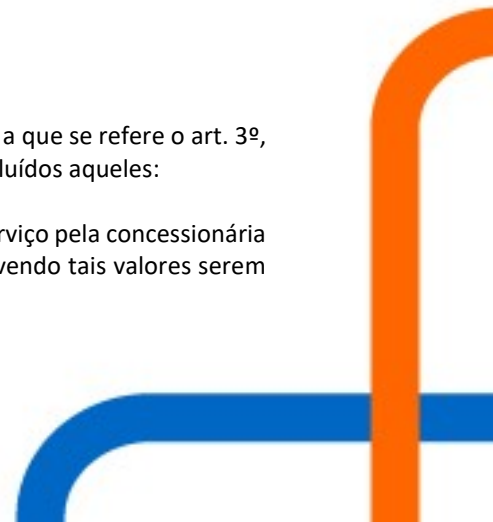 a que se refere o art. 3º,
luídos aqueles:
rviço pela concessionária
vendo tais valores serem